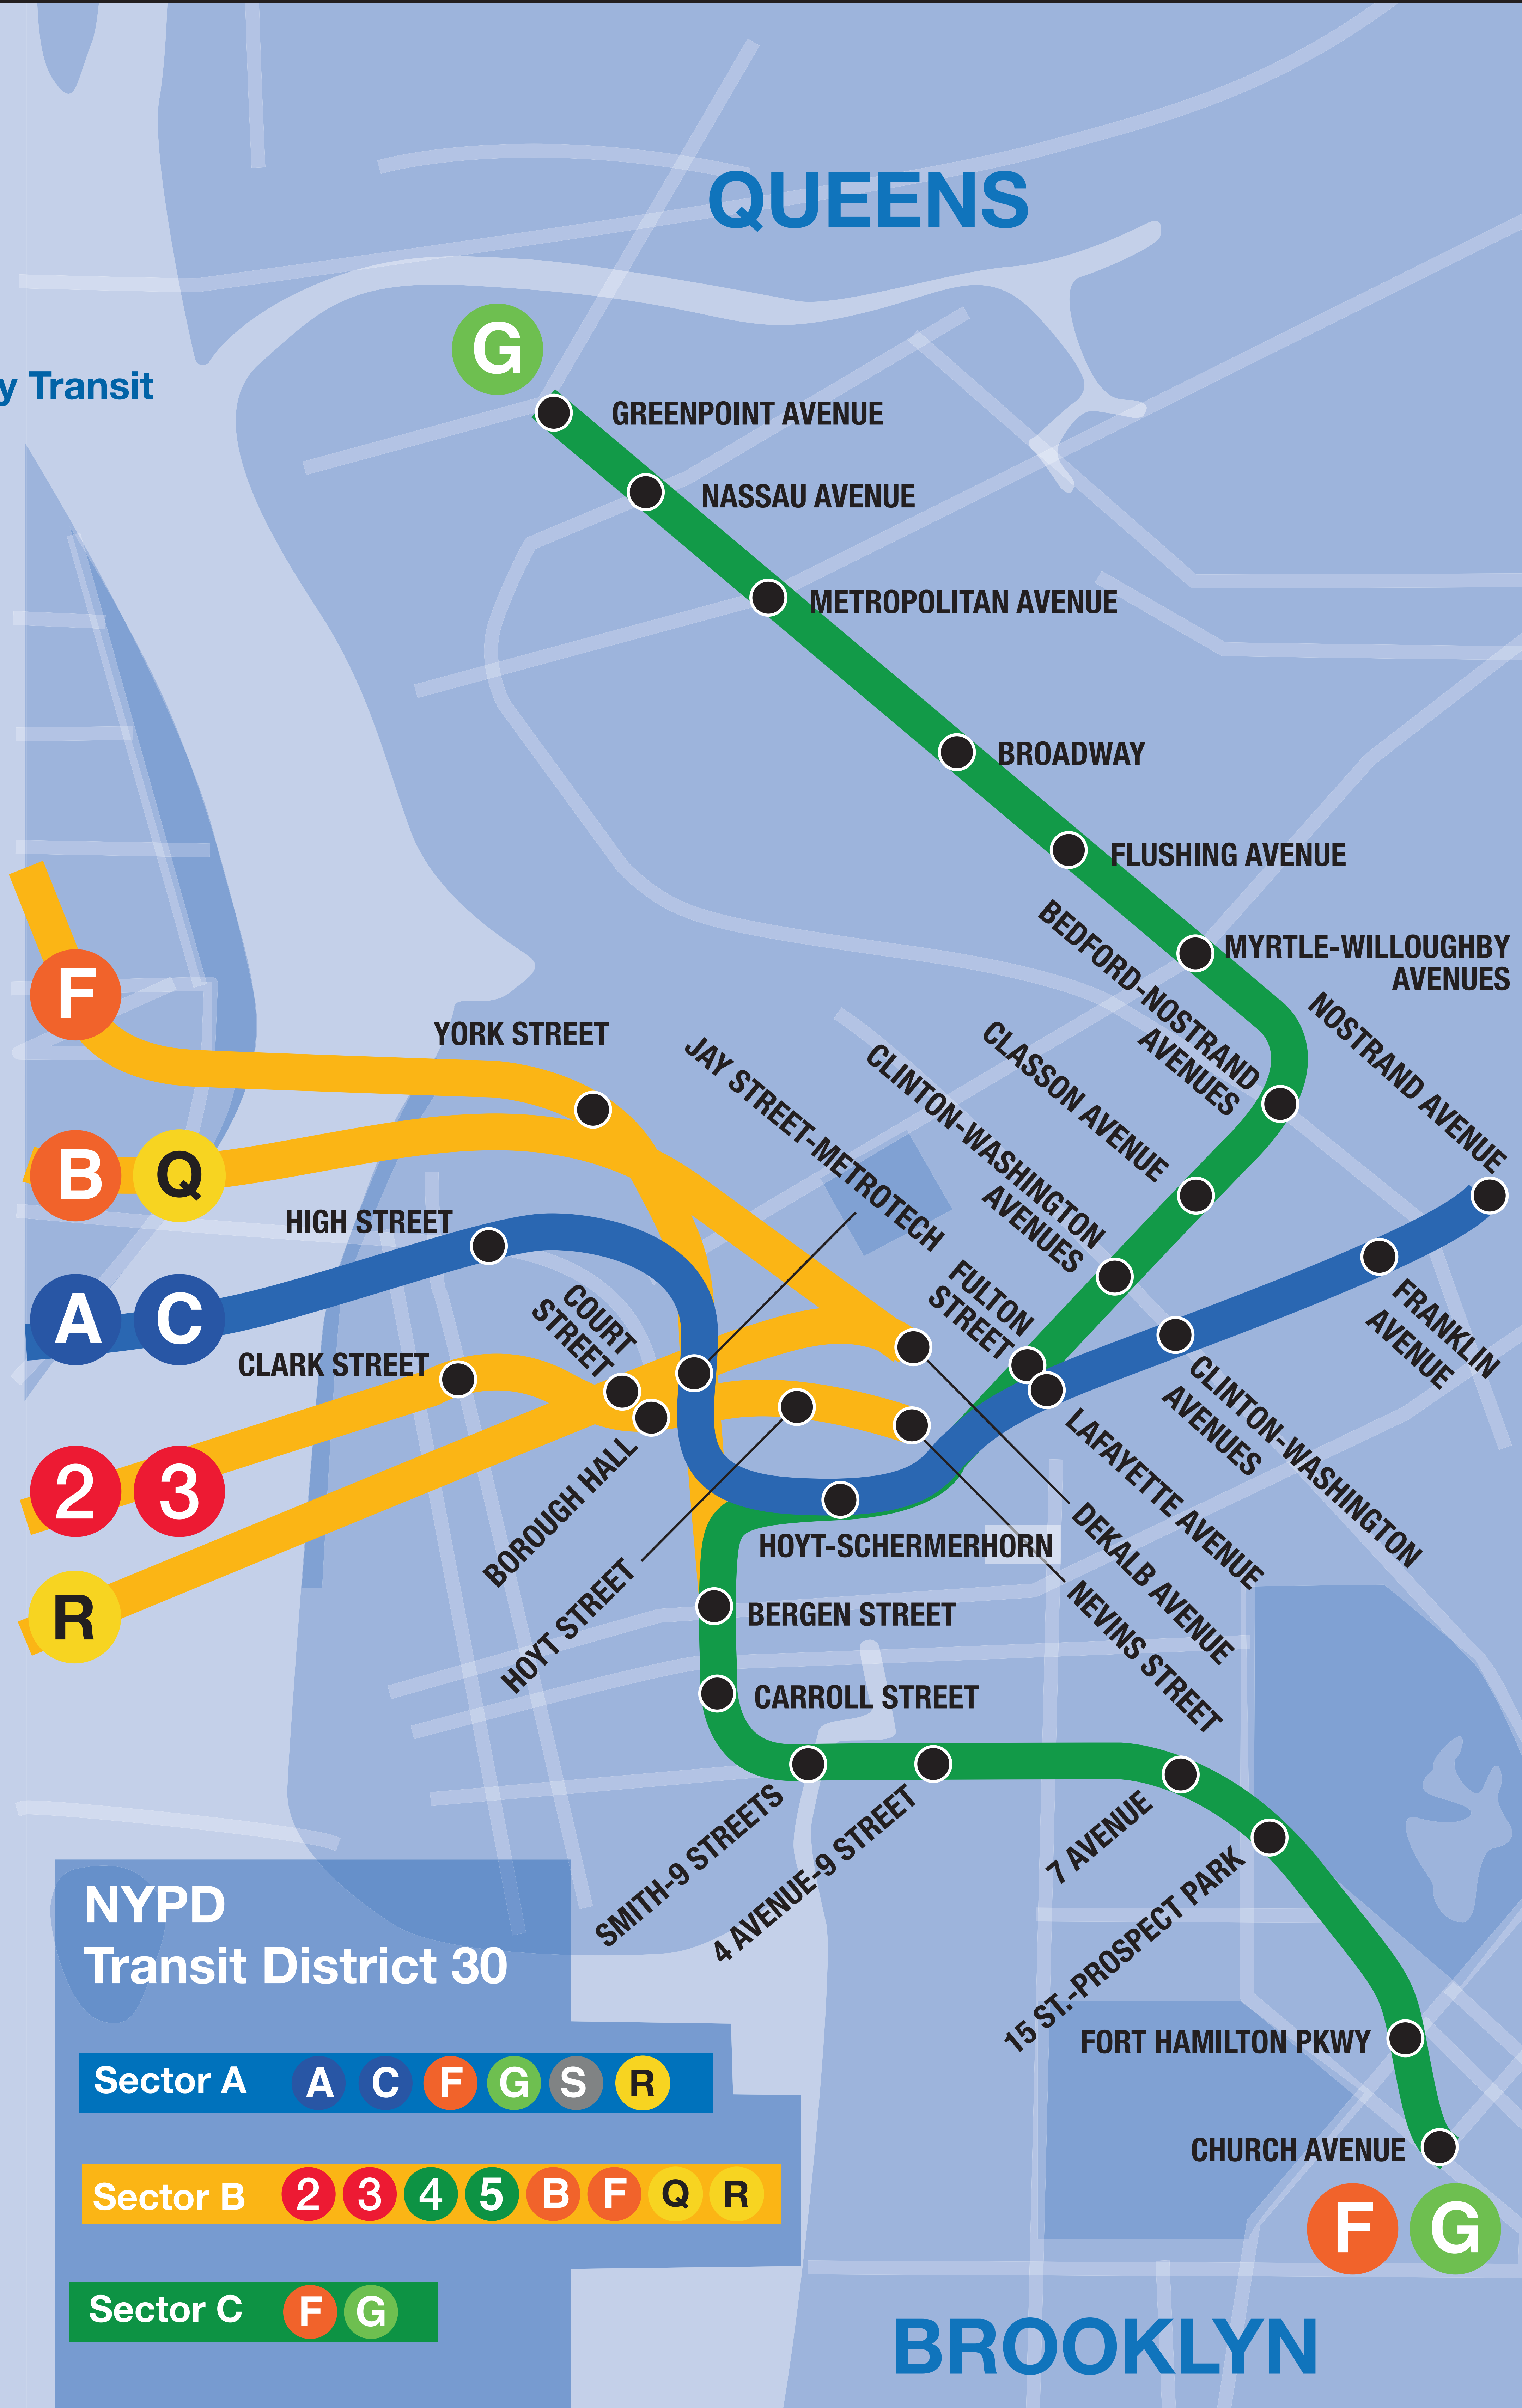 QUEENS
G
y Transit
GREENPOINT AVENUE
NASSAU AVENUE
METROPOLITAN AVENUE
BROADWAY
FLUSHING AVENUE
MYRTLE-WILLOUGHBY
AVENUES
BEDFORD-NOSTRAND
AVENUES
NOSTRAND AVENUE
F
YORK STREET
JAY STREET-METROTECH
CLINTON-WASHINGTON
AVENUES
CLASSON AVENUE
B Q
HIGH STREET
A C
COURT
STREET
FULTON
STREET
FRANKLIN
AVENUE
CLARK STREET
CLINTON-WASHINGTON
AVENUES
2 3
BOROUGH HALL
LAFAYETTE AVENUE
R
HOYT-SCHERMERHORN
DEKALB AVENUE
HOYT STREET
BERGEN STREET
NEVINS STREET
CARROLL STREET
SMITH-9 STREETS
4 AVENUE-9 STREET
7 AVENUE
15 ST.-PROSPECT PARK
FORT HAMILTON PKWY
CHURCH AVENUE
F G
NYPD
Transit District 30
Sector A A C F G S R
Sector B 2 3 4 5 B F Q R
Sector C F G
BROOKLYN